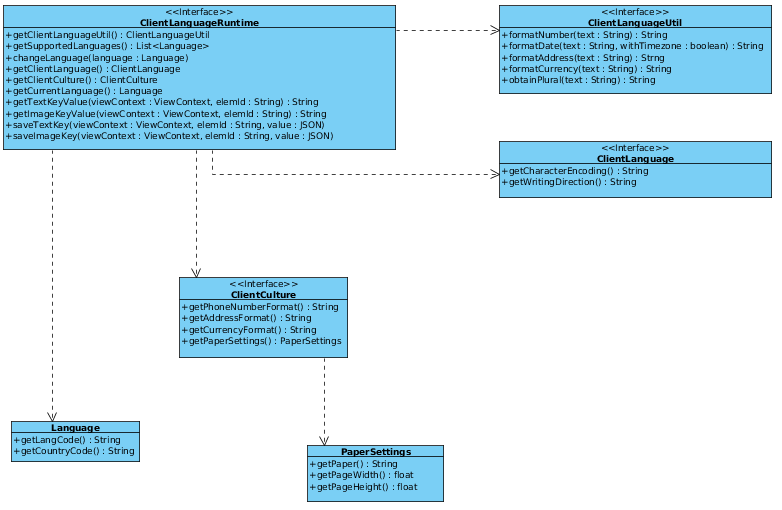 <<Interface>>
ClientLanguageRuntime
+getClientLanguageUtil() : ClientLanguageUtil
+getSupportedLanguages() : List<Language>
+changeLanguage(language : Language)
+getClientLanguage() : ClientLanguage
+getClientCulture() : ClientCulture
+getCurrentLanguage() : Language
+getTextKeyValue(viewContext : ViewContext, elemId : String) : String
+getImageKeyValue(viewContext : ViewContext, elemId : String) : String
+saveTextKey(viewContext : ViewContext, elemId : String, value : JSON)
+saveImageKey(viewContext : ViewContext, elemId : String, value : JSON)
<<Interface>>
ClientLanguageUtil
+formatNumber(text : String) : String
+formatDate(text : String, withTimezone : boolean) : String
+formatAddress(text : String) : Strng
+formatCurrency(text : String) : String
+obtainPlural(text : String) : String
<<Interface>>
ClientLanguage
+getCharacterEncoding() : String
+getWritingDirection() : String
<<Interface>>
ClientCulture
+getPhoneNumberFormat() : String
+getAddressFormat() : String
+getCurrencyFormat() : String
+getPaperSettings() : PaperSettings
Language
+getLangCode() : String
+getCountryCode() : String
PaperSettings
+getPaper() : String
+getPageWidth() : float
+getPageHeight() : float